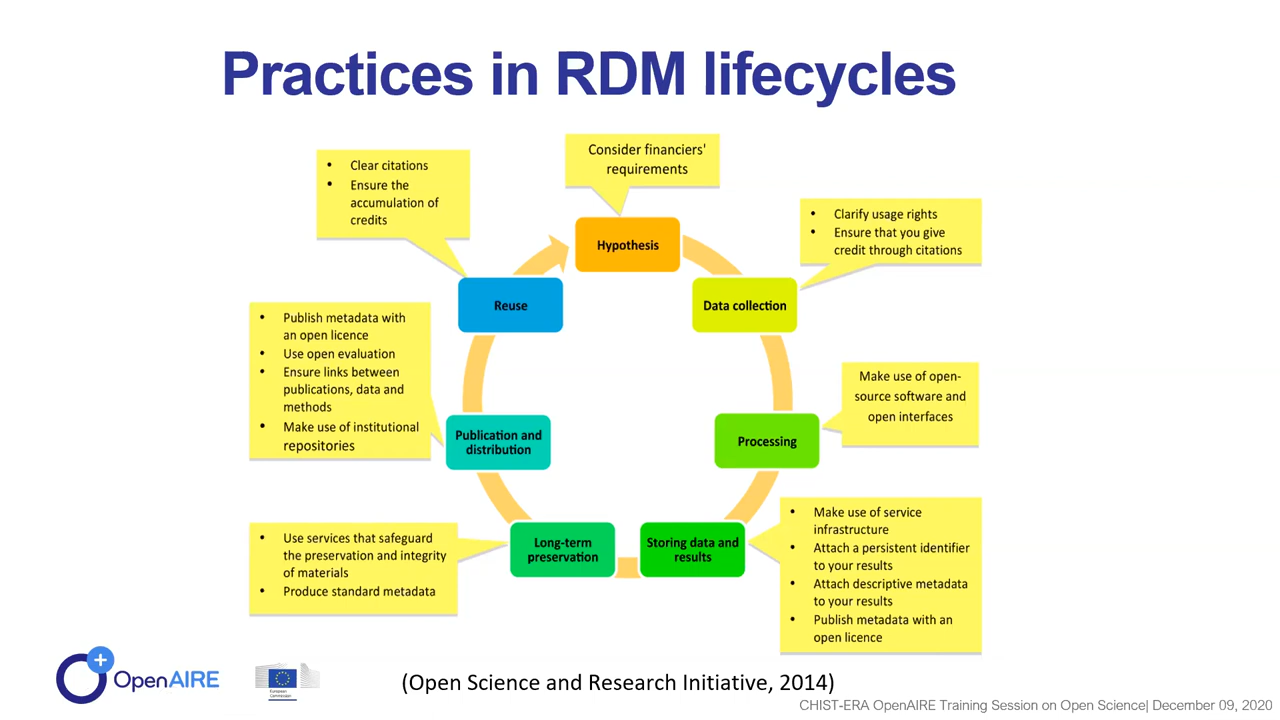 Practices in RDM lifecycles
Consider financiers'
requirements
Hypothesis
• Clarify usage rights
• Ensure that you give
credit through citations
Data collection
Make use of open-
source software and
open interfaces
Processing
• Make use of service
infrastructure
• Attach a persistent identifier
to your results
• Attach descriptive metadata
to your results
• Publish metadata with an
open licence
Storing data and
results
• Use services that safeguard
the preservation and integrity
of materials
• Produce standard metadata
Long-term
preservation
• Publish metadata with
an open licence
• Use open evaluation
• Ensure links between
publications, data and
methods
• Make use of institutional
repositories
Publication and
distribution
• Clear citations
• Ensure the
accumulation of
credits
Reuse
OpenAIRE
European
Commission
(Open Science and Research Initiative, 2014)
CHIST-ERA OpenAIRE Training Session on Open Science| December 09, 2020